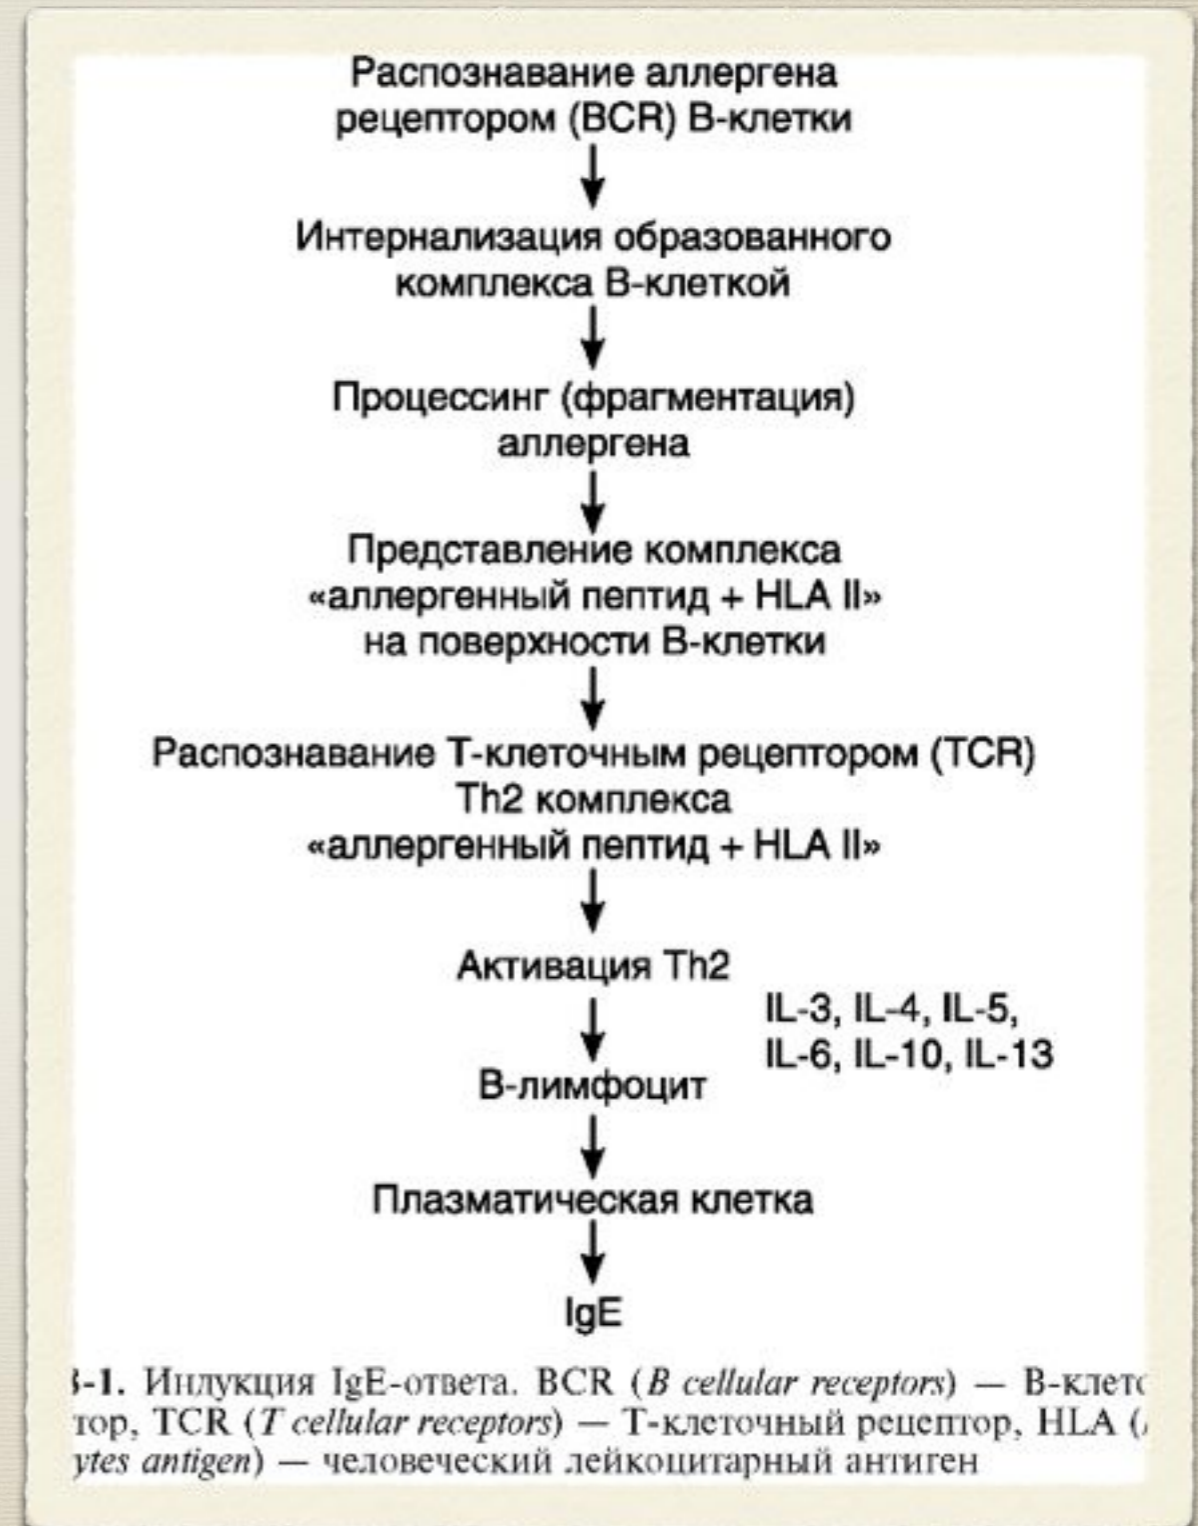 Распознавание аллергена
рецептором (BCR) В-клетки
Интернализация образованного
комплекса В-клеткой
Процессинг (фрагментация)
аллергена
Представление комплекса
«аллергенный пептид + HLA II»
на поверхности В-клетки
Распознавание Т-клеточным рецептором (TCR)
Th2 комплекса
«аллергенный пептид + HLA II»
Активация Th2
IL-3, IL-4, IL-5,
IL-6, IL-10, IL-13
В-лимфоцит
Плазматическая клетка
IgE
-1. Индукция IgE-ответа. BCR (B cellular receptors) — В-клето
тор, TCR (T cellular receptors) — Т-клеточный рецептор, HLA (
ytes antigen) — человеческий лейкоцитарный антиген